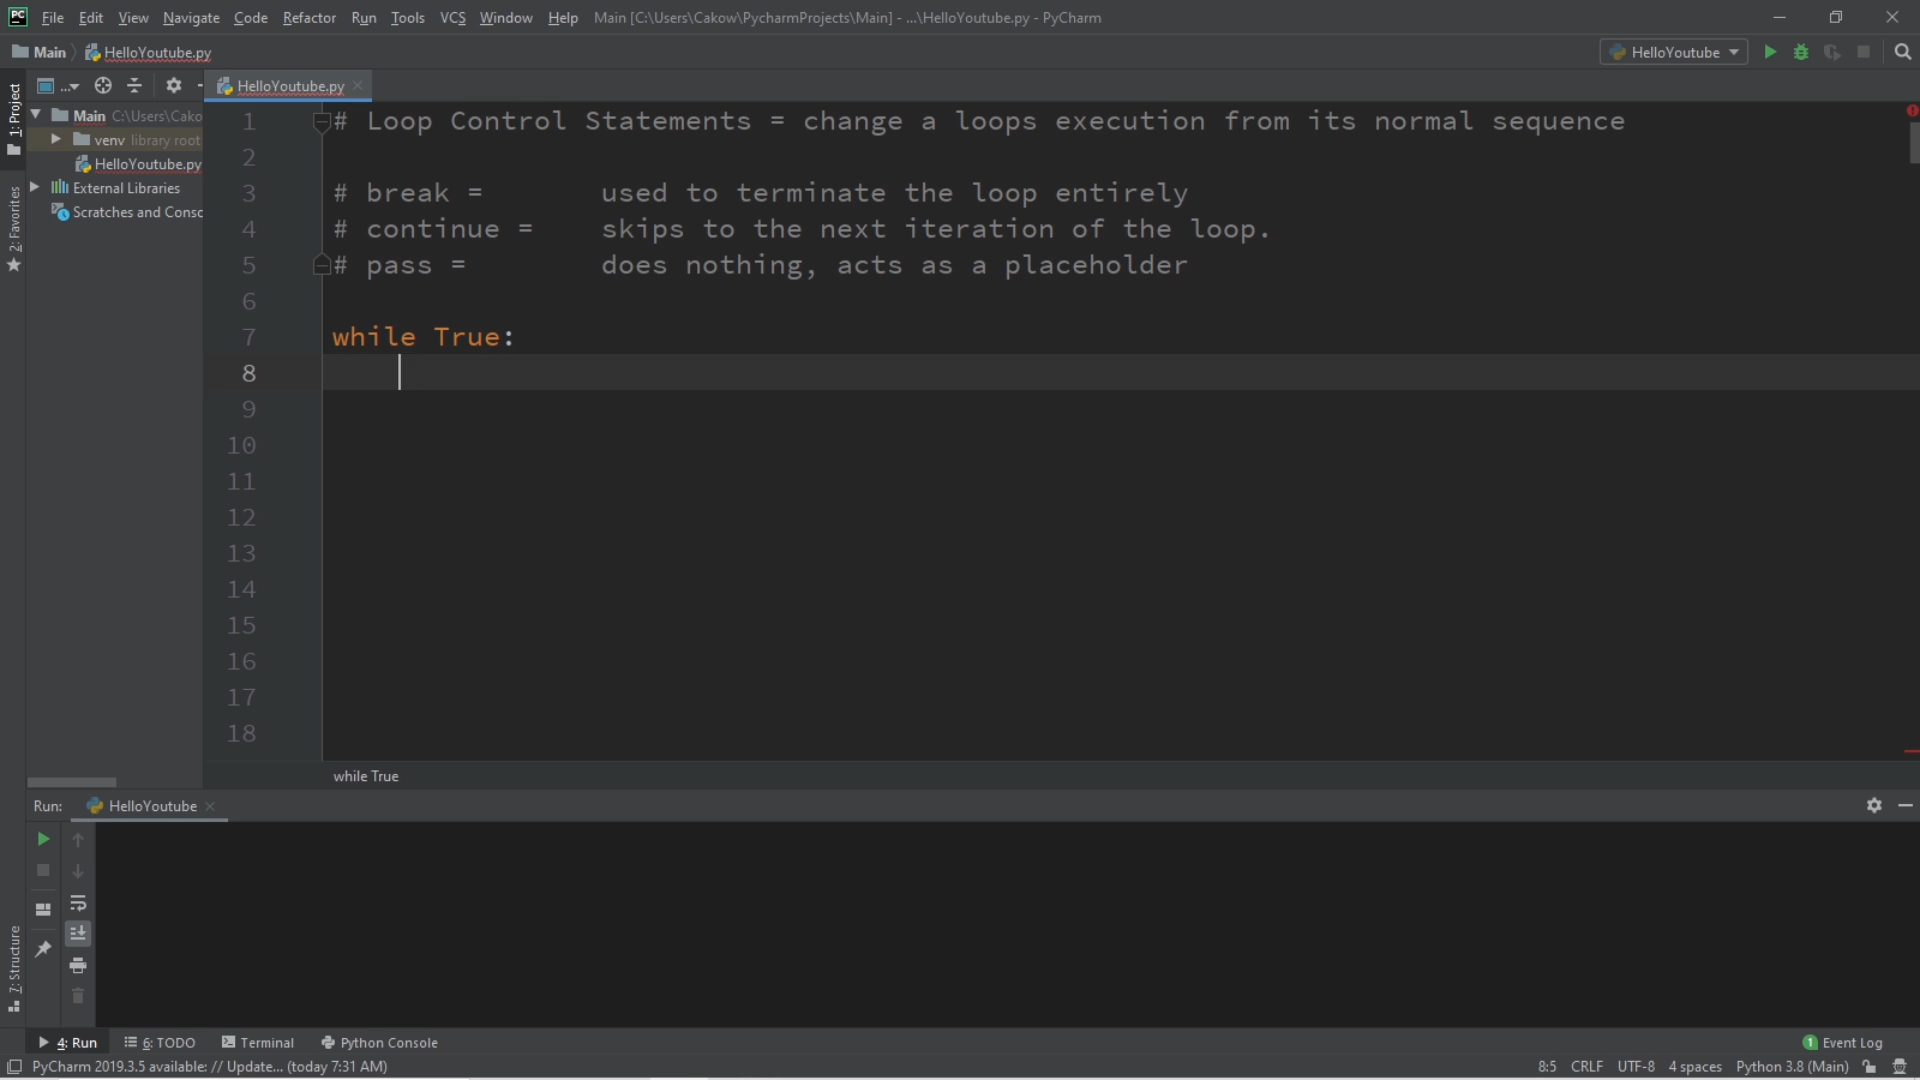 PC File Edit View Navigate Code Refactor Run Tools VCS Window Help Main [C:\Users\Cakow\PycharmProjects\Main] - ...\HelloYoutube.py - PyCharm
Main HelloYoutube.py HelloYoutube
... HelloYoutube.py
1: Project
2: Favorites
7: Structure
Main C:\Users\Cako
venv library root
HelloYoutube.py
External Libraries
Scratches and Consc
1 # Loop Control Statements = change a loops execution from its normal sequence
2
3 # break =        used to terminate the loop entirely
4 # continue =     skips to the next iteration of the loop.
5 # pass =         does nothing, acts as a placeholder
6
7 while True:
8
9
10
11
12
13
14
15
16
17
18
while True
Run: HelloYoutube
4: Run 6: TODO Terminal Python Console 1 Event Log
PyCharm 2019.3.5 available: // Update... (today 7:31 AM) 8:5 CRLF UTF-8 4 spaces Python 3.8 (Main)